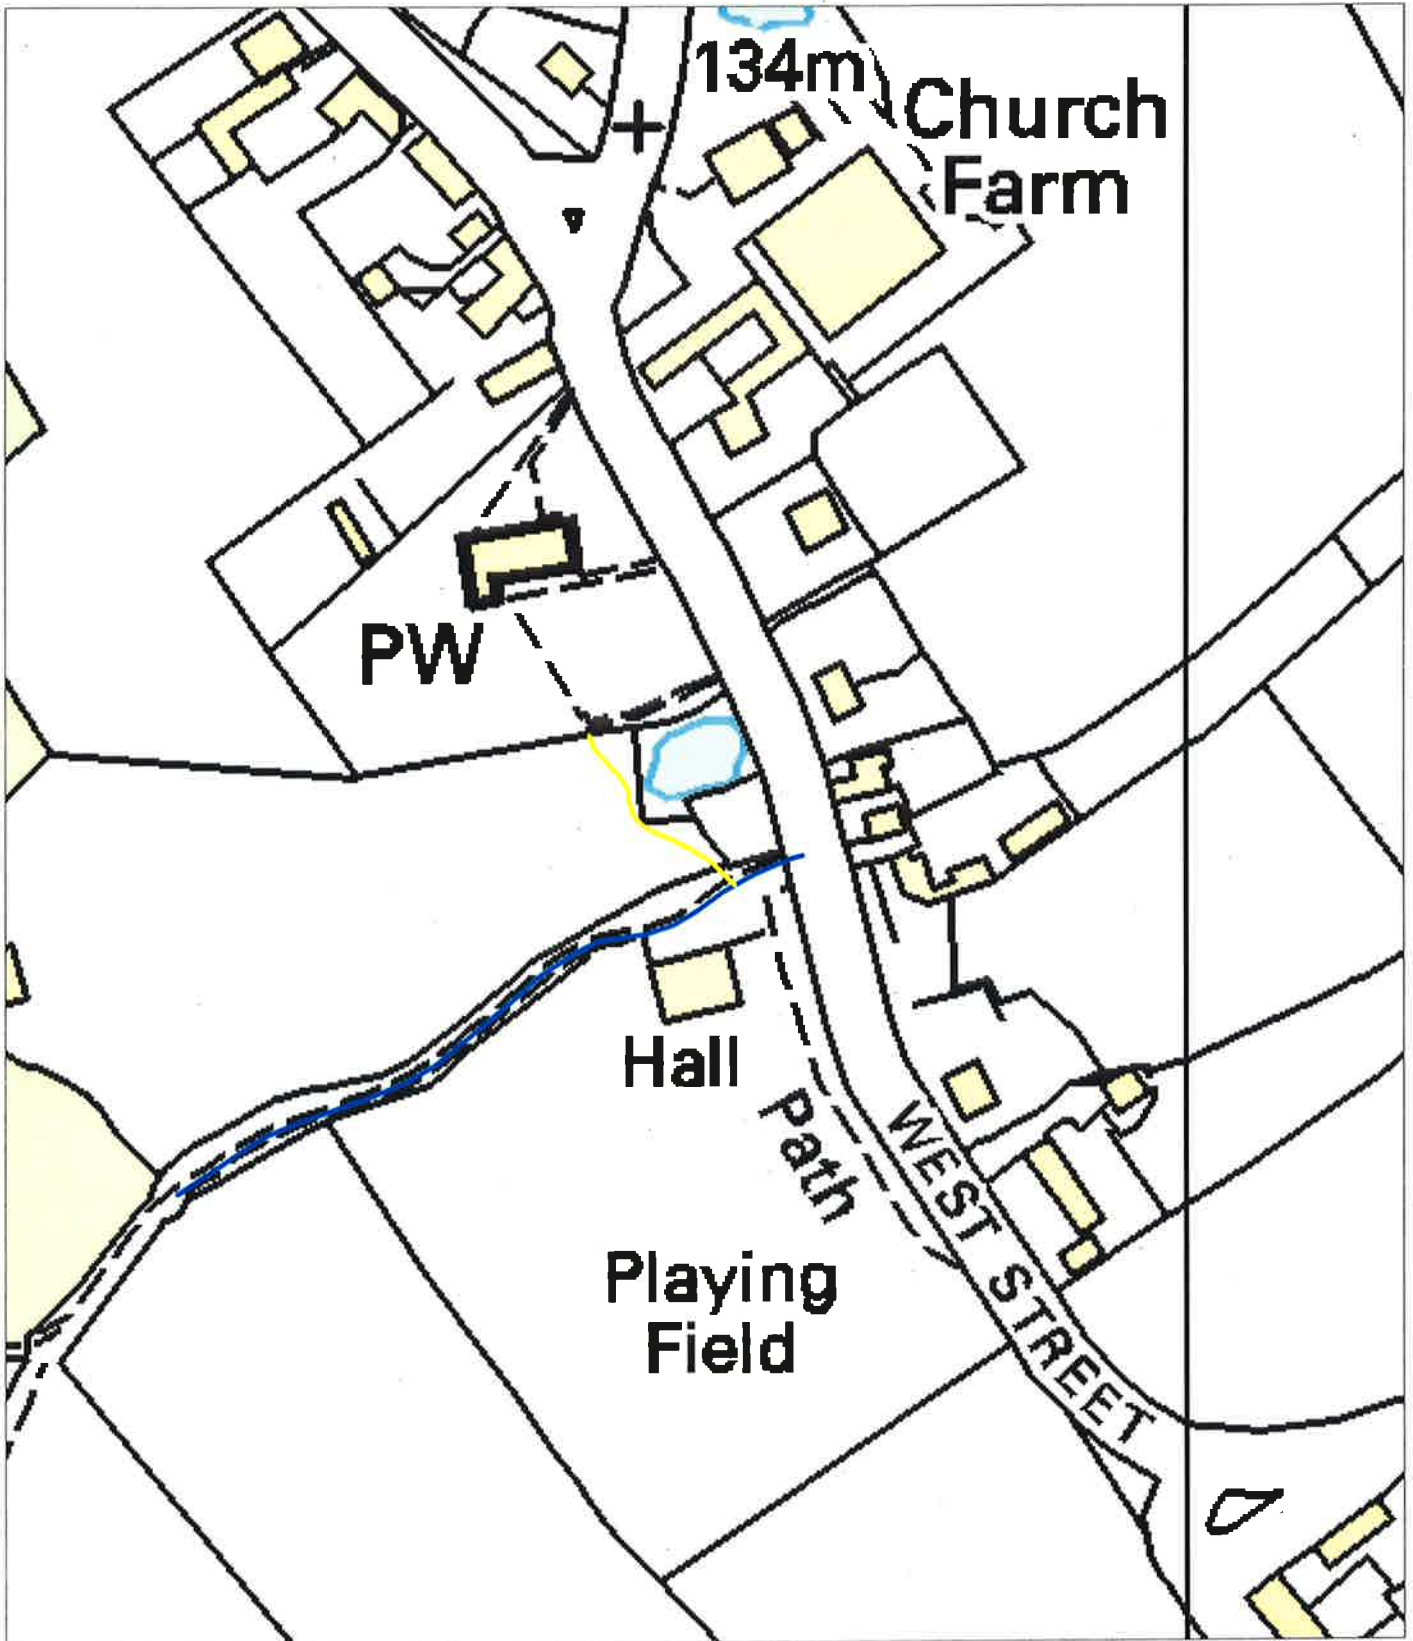 134m
Church
Farm
PW
Hall
Path
WEST STREET
Playing
Field